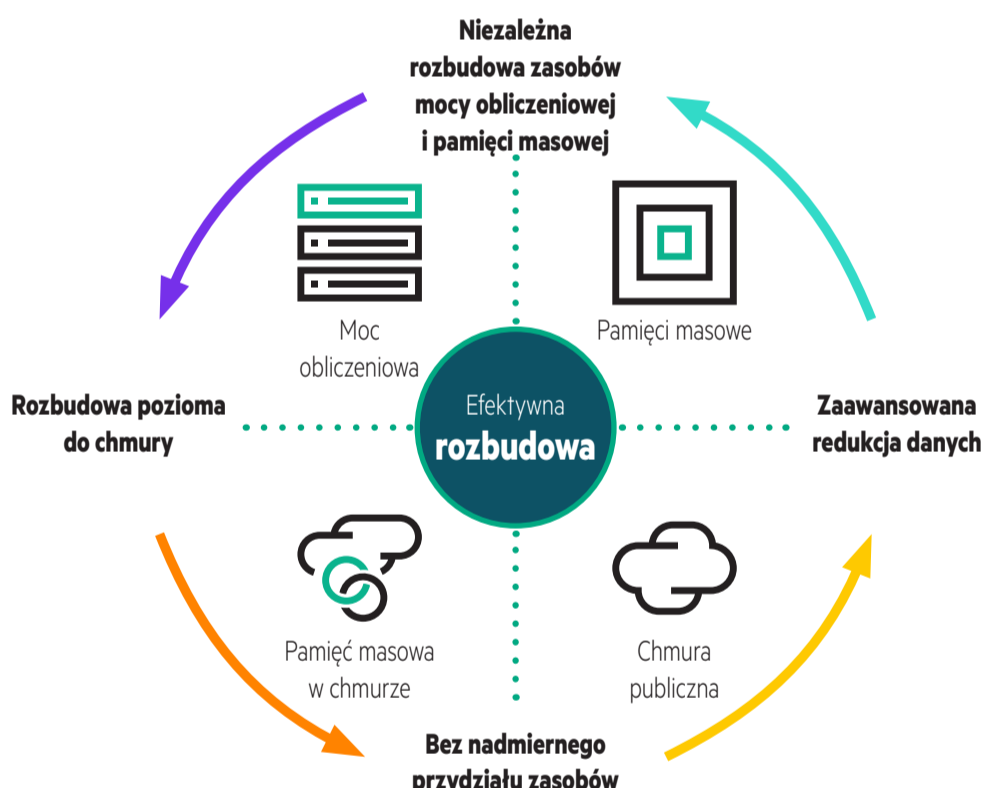 Niezależna
rozbudowa zasobów
mocy obliczeniowej
i pamięci masowej
Moc
obliczeniowa
Pamięci masowe
Rozbudowa pozioma
do chmury
Efektywna
rozbudowa
Zaawansowana
redukcja danych
Pamięć masowa
w chmurze
Chmura
publiczna
Bez nadmiernego
przydziału zasobów